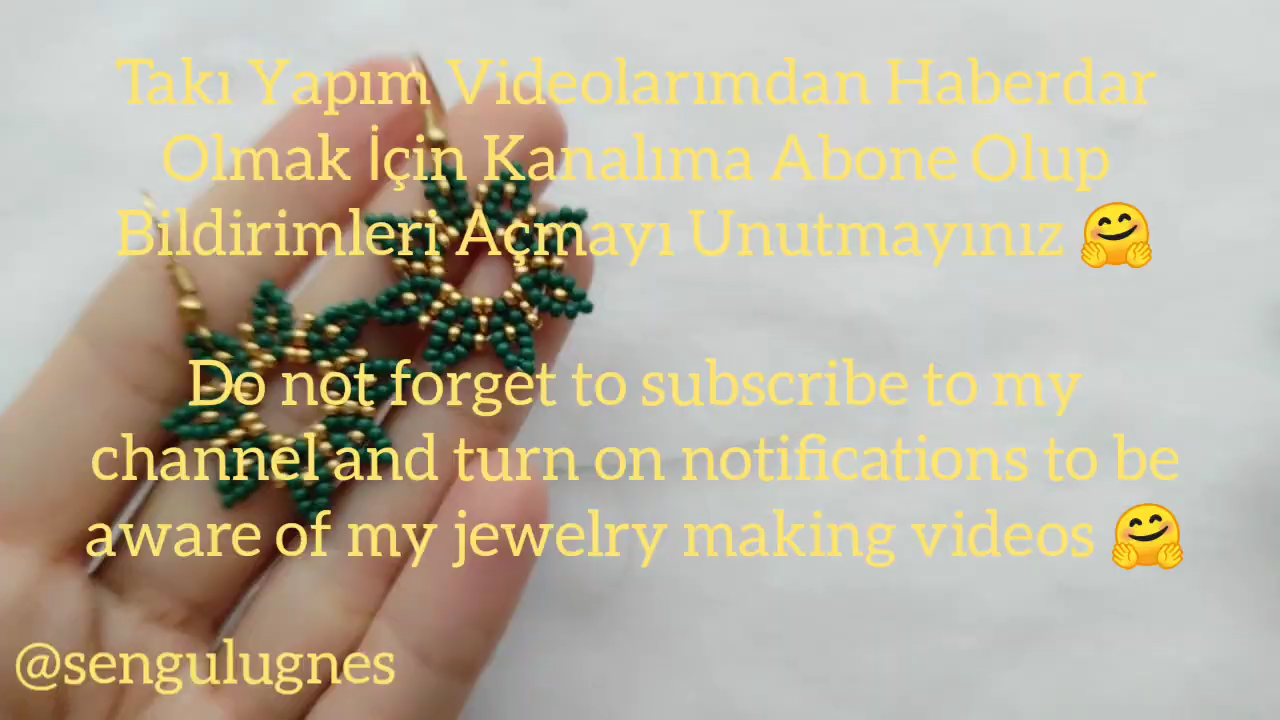 Takı Yapım Videolarımdan Haberdar
Olmak İçin Kanalıma Abone Olup
Bildirimleri Açmayı Unutmayınız 🤗
Do not forget to subscribe to my
channel and turn on notifications to be
aware of my jewelry making videos 🤗
@sengulugnes